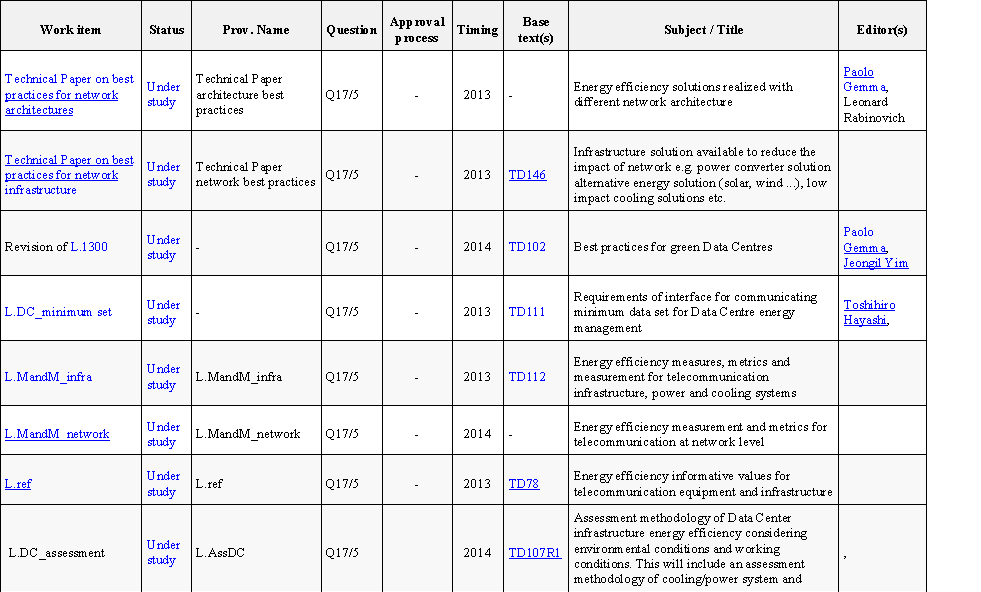 Work item Status Prov. Name Question Approval process Timing Base text(s) Subject / Title Editor(s)
Technical Paper on best
practices for network
architectures
Under
study
Technical Paper
architecture best
practices
Q17/5
-
2013
-
Energy efficiency solutions realized with
different network architecture
Paolo
Gemma,
Leonard
Rabinovich
Technical Paper on best
practices for network
infrastructure
Under
study
Technical Paper
network best practices
Q17/5
-
2013
TD146
Infrastructure solution available to reduce the
impact of network e.g. power converter solution
alternative energy solution (solar, wind ...), low
impact cooling solutions etc.
Revision of L.1300
Under
study
-
Q17/5
-
2014
TD102
Best practices for green Data Centres
Paolo
Gemma,
Jeongil Yim
L.DC_minimum set
Under
study
-
Q17/5
-
2013
TD111
Requirements of interface for communicating
minimum data set for Data Centre energy
management
Toshihiro
Hayashi,
L.MandM_infra
Under
study
L.MandM_infra
Q17/5
-
2013
TD112
Energy efficiency measures, metrics and
measurement for telecommunication
infrastructure, power and cooling systems
L.MandM_network
Under
study
L.MandM_network
Q17/5
-
2014
-
Energy efficiency measurement and metrics for
telecommunication at network level
L.ref
Under
study
L.ref
Q17/5
-
2013
TD78
Energy efficiency informative values for
telecommunication equipment and infrastructure
L.DC_assessment
Under
study
L.AssDC
Q17/5
2014
TD107R1
Assessment methodology of Data Center
infrastructure energy efficiency considering
environmental conditions and working
conditions. This will include an assessment
methodology of cooling/power system and
,